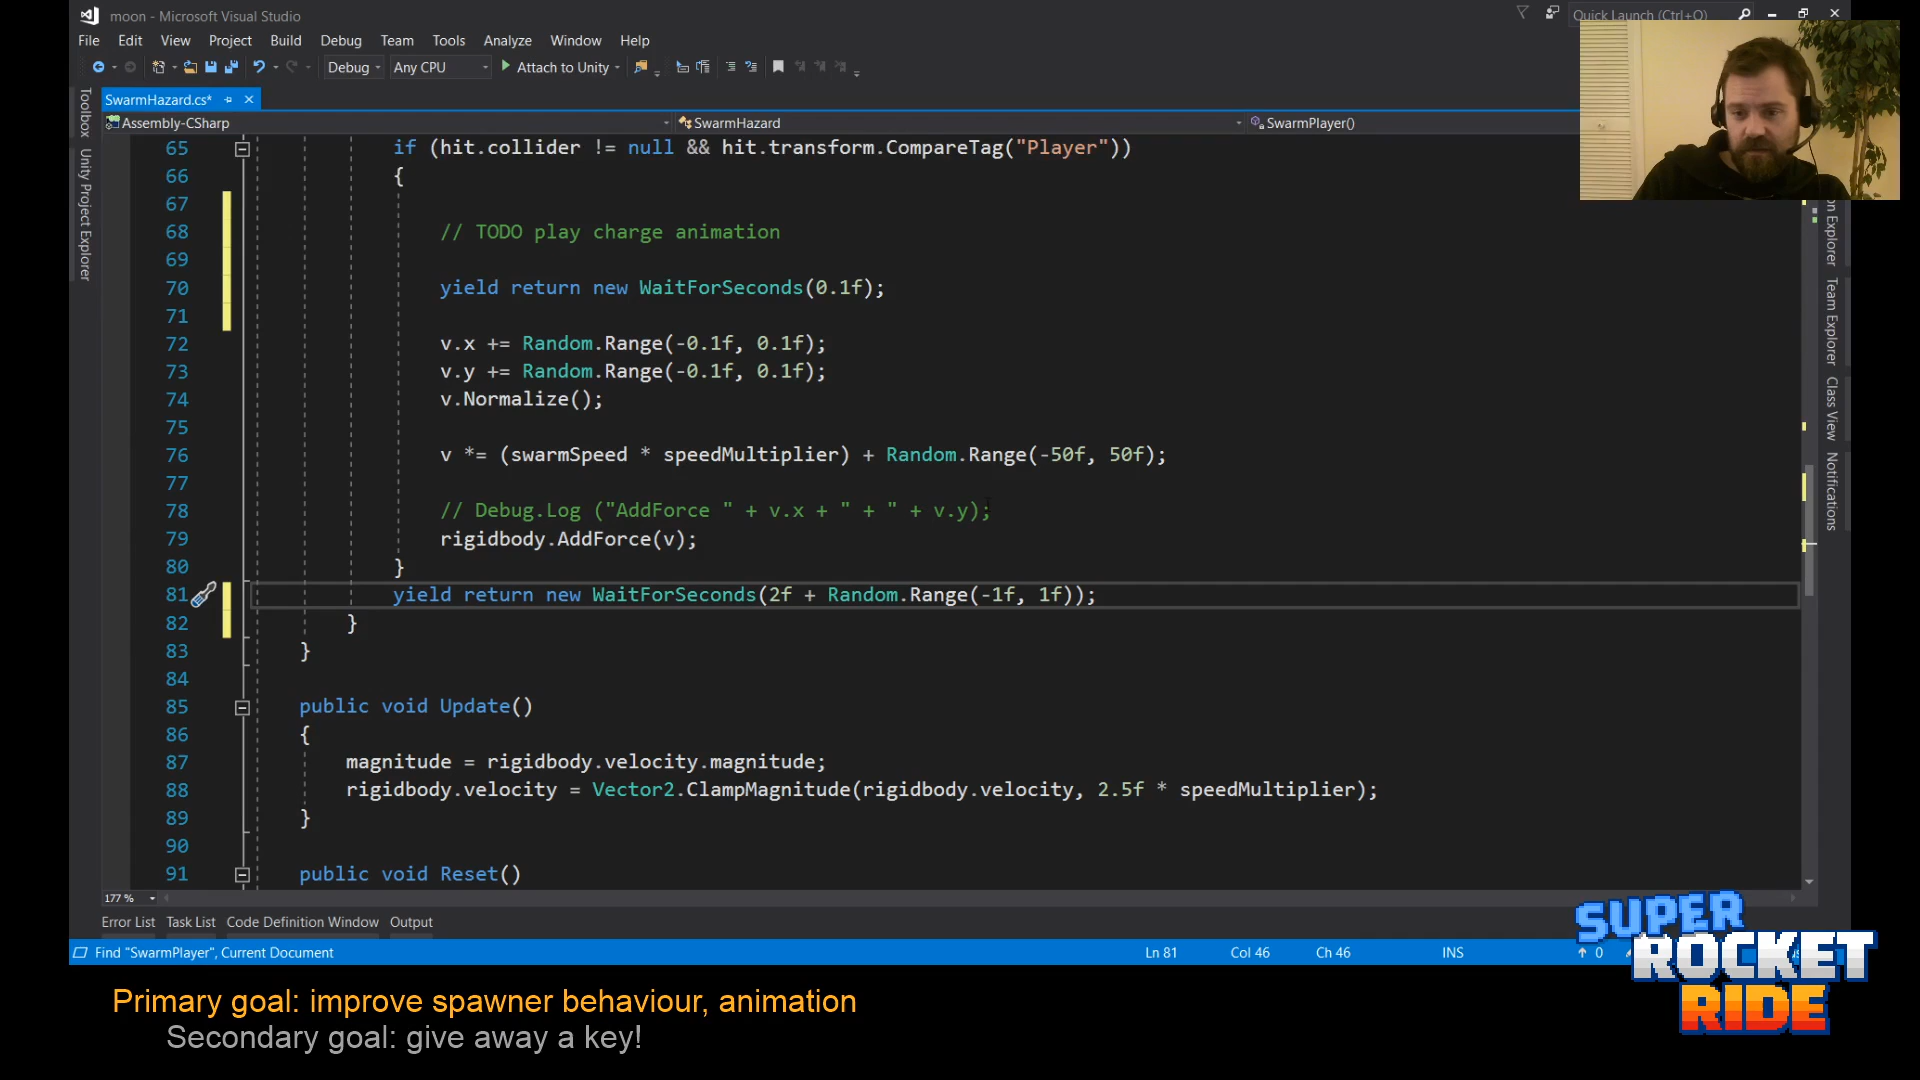 moon - Microsoft Visual Studio
Quick Launch (Ctrl+Q)
File Edit View Project Build Debug Team Tools Analyze Window Help
Debug Any CPU Attach to Unity
SwarmHazard.cs*
Assembly-CSharp SwarmHazard SwarmPlayer()
Toolbox
Unity Project Explorer
65 if (hit.collider != null && hit.transform.CompareTag("Player"))
66 {
67
68 // TODO play charge animation
69
70 yield return new WaitForSeconds(0.1f);
71
72 v.x += Random.Range(-0.1f, 0.1f);
73 v.y += Random.Range(-0.1f, 0.1f);
74 v.Normalize();
75
76 v *= (swarmSpeed * speedMultiplier) + Random.Range(-50f, 50f);
77
78 // Debug.Log ("AddForce " + v.x + " + " + v.y);
79 rigidbody.AddForce(v);
80 }
81 yield return new WaitForSeconds(2f + Random.Range(-1f, 1f));
82 }
83 }
84
85 public void Update()
86 {
87 magnitude = rigidbody.velocity.magnitude;
88 rigidbody.velocity = Vector2.ClampMagnitude(rigidbody.velocity, 2.5f * speedMultiplier);
89 }
90
91 public void Reset()
on Explorer
Team Explorer
Class View
Notifications
177 %
Error List Task List Code Definition Window Output
Find "SwarmPlayer", Current Document Ln 81 Col 46 Ch 46 INS 0
SUPER
ROCKET
RIDE
Primary goal: improve spawner behaviour, animation
Secondary goal: give away a key!